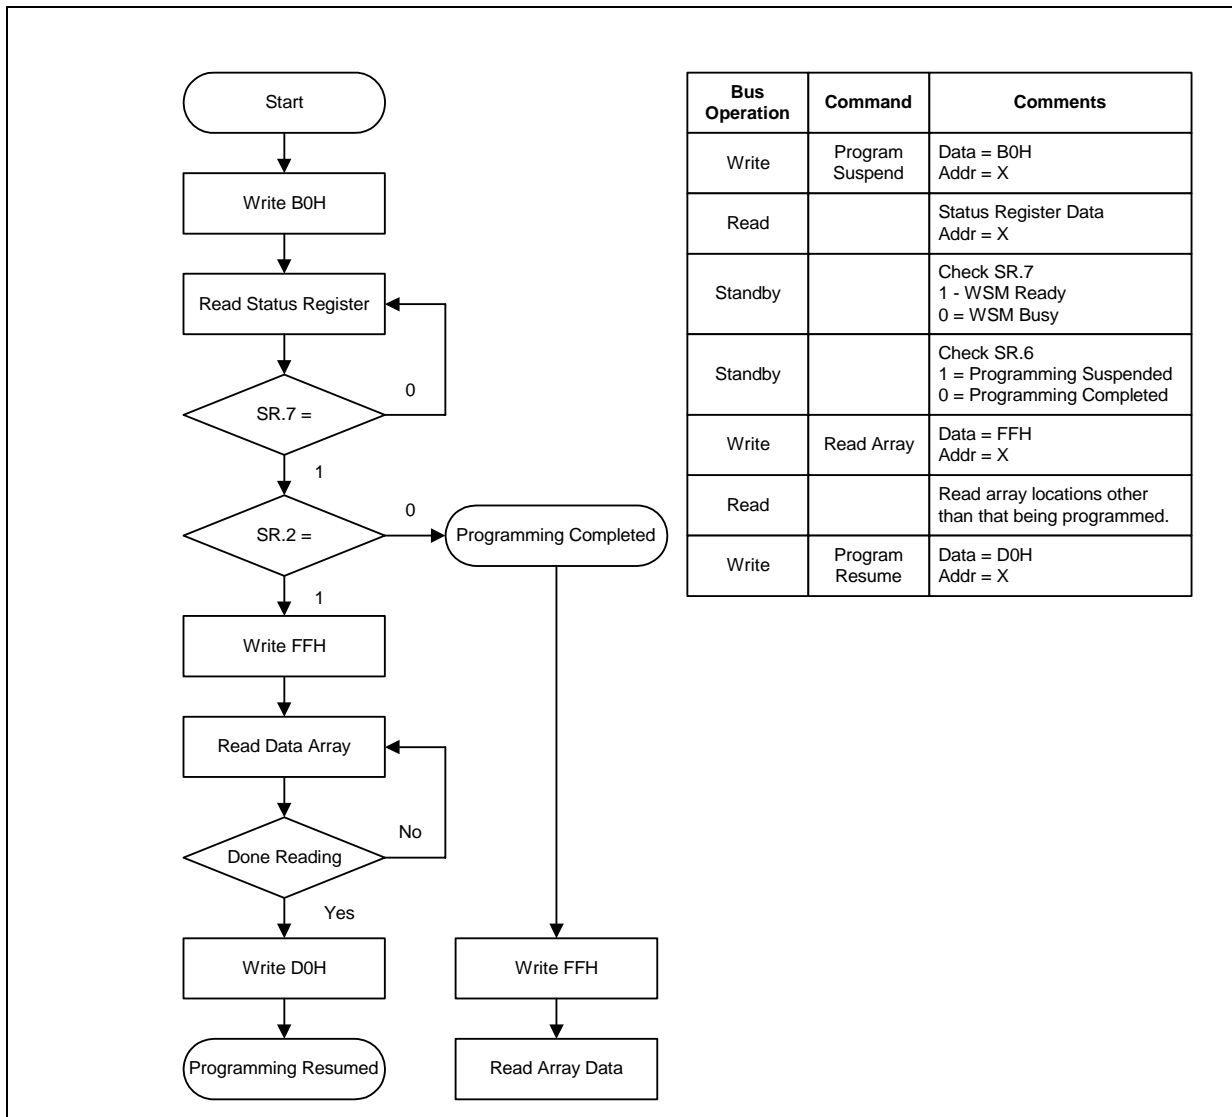 Start
Write B0H
Read Status Register
0
SR.7 =
1
SR.2 =
0
Programming Completed
1
Write FFH
Read Data Array
No
Done Reading
Yes
Write D0H
Write FFH
Programming Resumed
Read Array Data
Bus
Operation
Command
Comments
Write
Program
Suspend
Data = B0H
Addr = X
Read
Status Register Data
Addr = X
Standby
Check SR.7
1 - WSM Ready
0 = WSM Busy
Standby
Check SR.6
1 = Programming Suspended
0 = Programming Completed
Write
Read Array
Data = FFH
Addr = X
Read
Read array locations other
than that being programmed.
Write
Program
Resume
Data = D0H
Addr = X